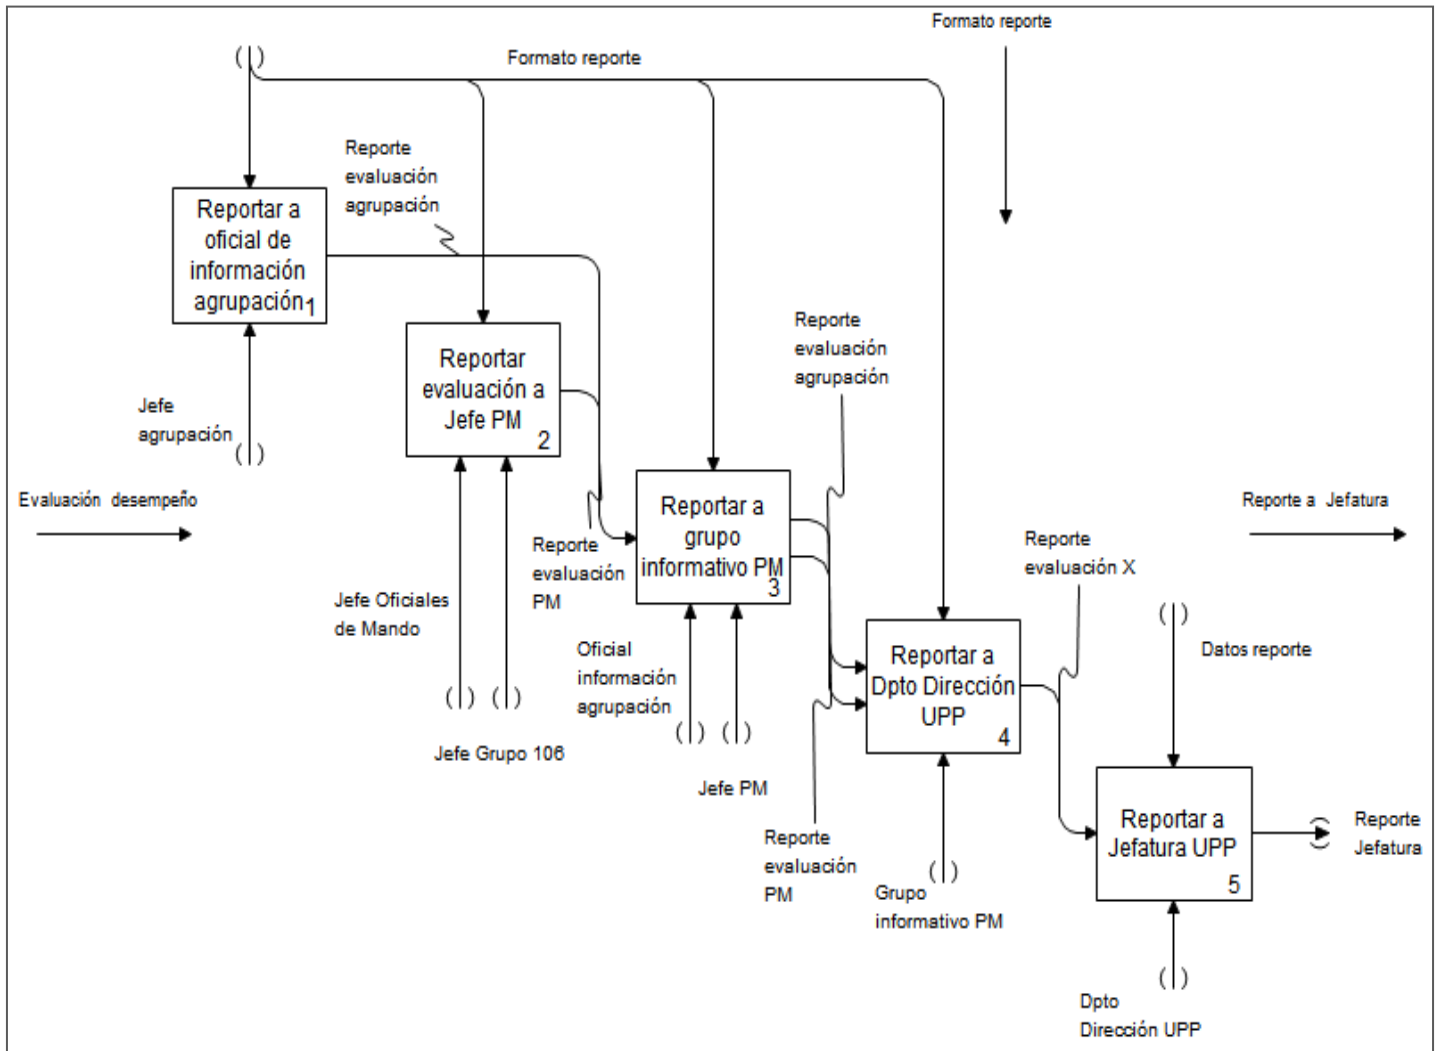 Formato reporte
Formato reporte
Reporte
evaluación
agrupación
Reportar a
oficial de
información
agrupación
1
Reporte
evaluación
agrupación
Reportar
evaluación a
Jefe PM
2
Jefe
agrupación
Evaluación desempeño
Reporte a Jefatura
Reportar a
grupo
informativo PM
3
Reporte
evaluación
PM
Reporte
evaluación X
Jefe Oficiales
de Mando
Oficial
información
agrupación
Reportar a
Dpto Dirección
UPP
4
Datos reporte
Jefe Grupo 106
Jefe PM
Reporte
evaluación
PM
Reportar a
Jefatura UPP
5
Reporte
Jefatura
Grupo
informativo PM
Dpto
Dirección UPP